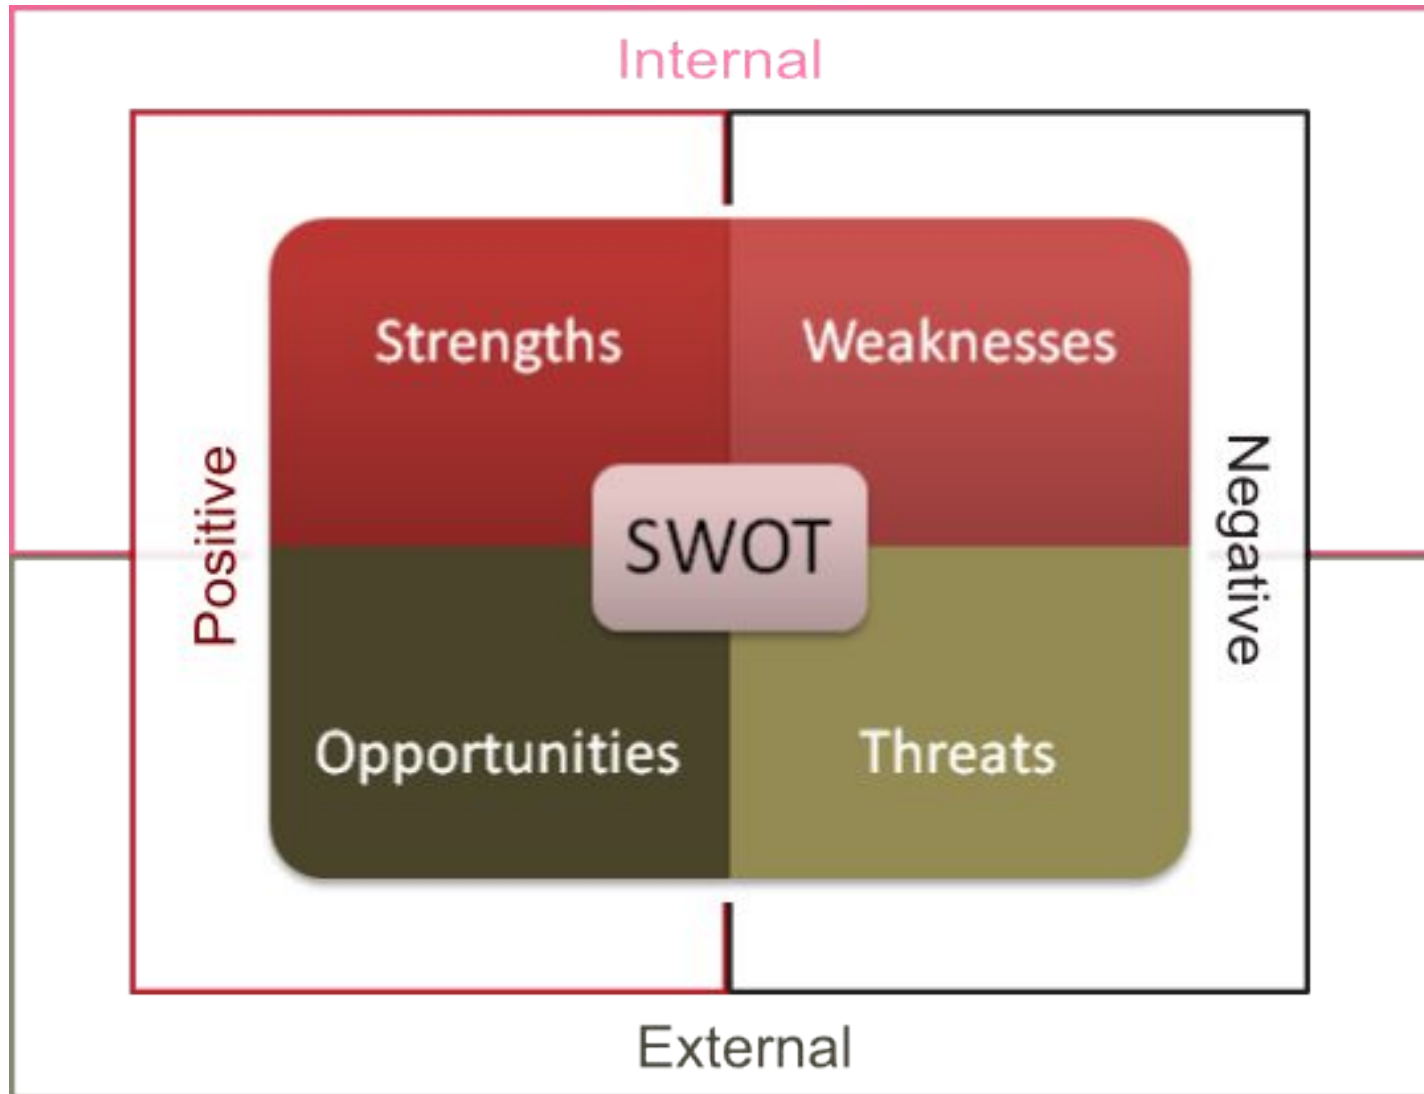 Internal
Strengths
Weaknesses
Positive
SWOT
Negative
Opportunities
Threats
External